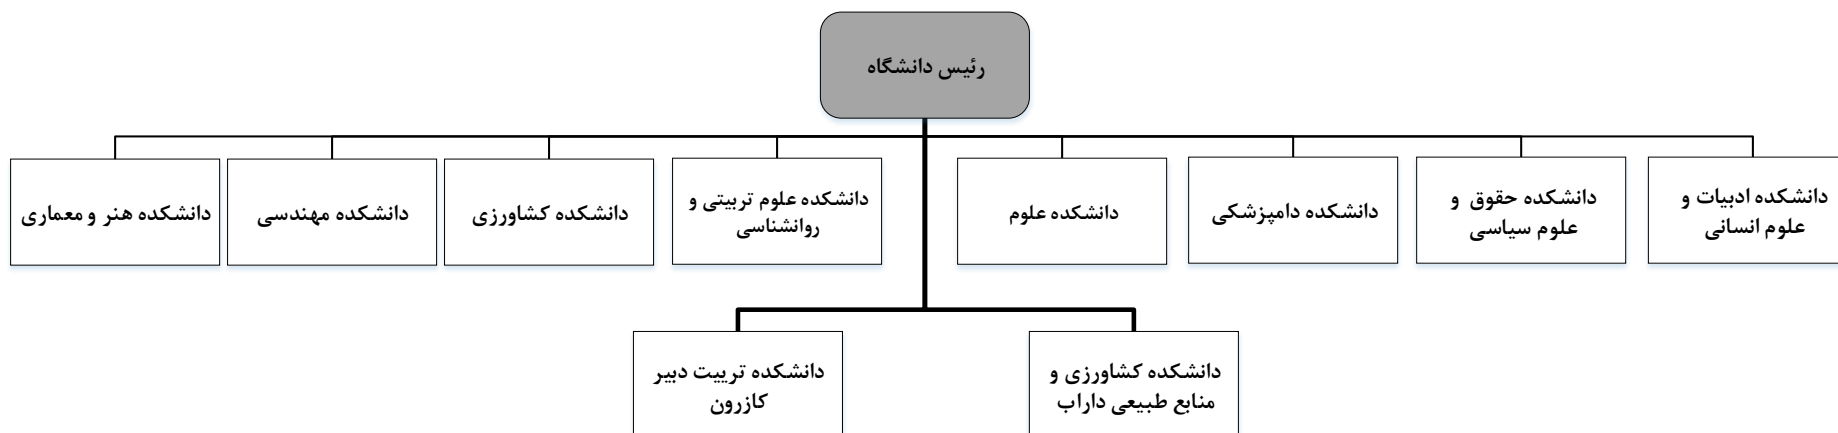 رئیس دانشگاه
دانشکده ادبیات و
علوم انسانی
دانشکده حقوق و
علوم سیاسی
دانشکده دامپزشکی
دانشکده علوم
دانشکده علوم تربیتی و
روانشناسی
دانشکده کشاورزی
دانشکده مهندسی
دانشکده هنر و معماری
دانشکده کشاورزی و
منابع طبیعی داراب
دانشکده تربیت دبیر
کازرون